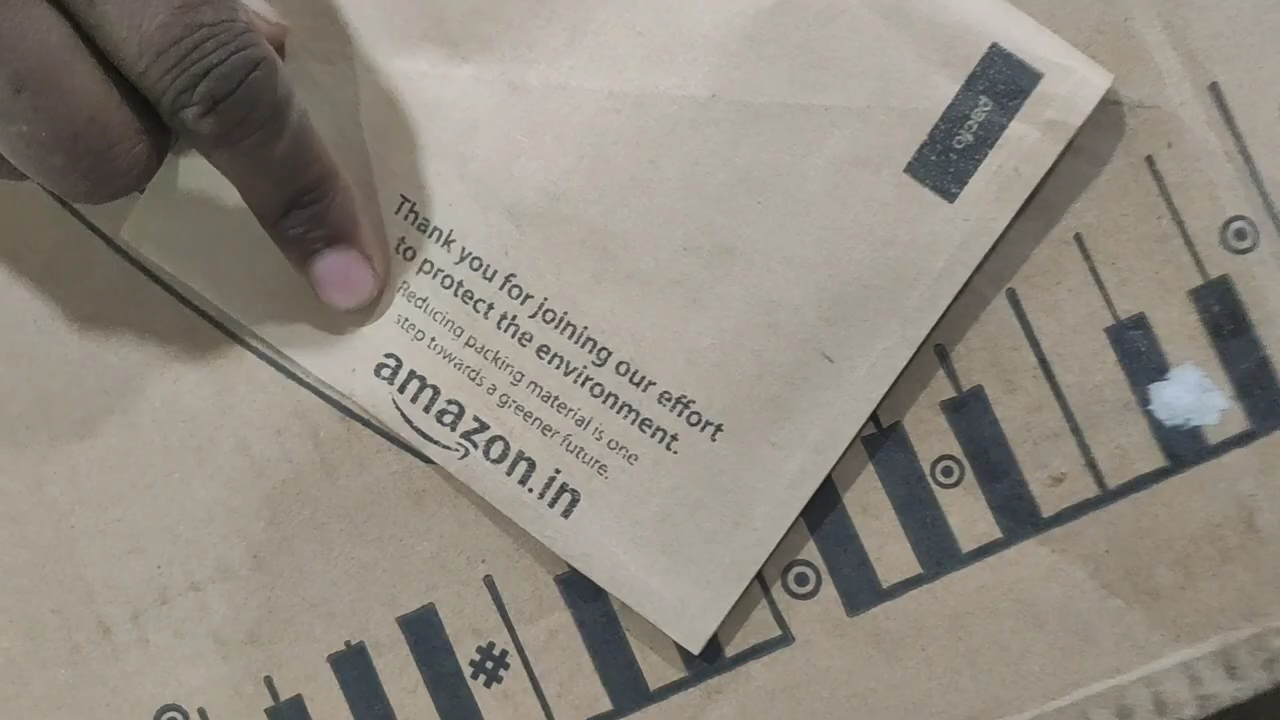 Thank you for joining our effort
to protect the environment.
Reducing packing material is one
step towards a greener future.
amazon.in
pacfo
#